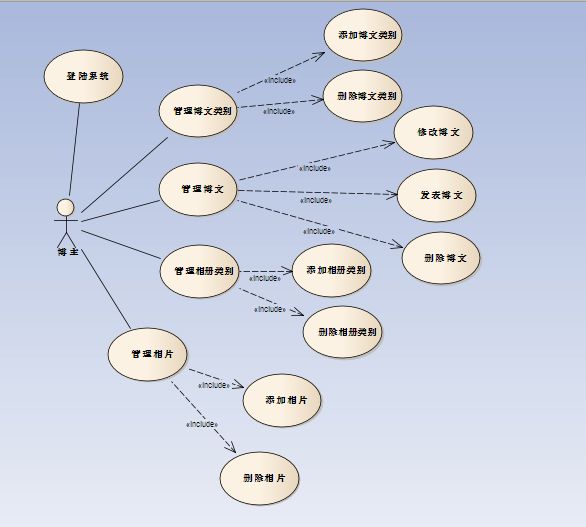 添加博文类别
登陆系统
«include»
删除博文类别
管理博文类别
«include»
修改博文
«include»
管理博文
发表博文
«include»
«include»
博主
删除博文
管理相册类别
添加相册类别
«include»
«include»
删除相册类别
管理相片
«include»
添加相片
«include»
删除相片